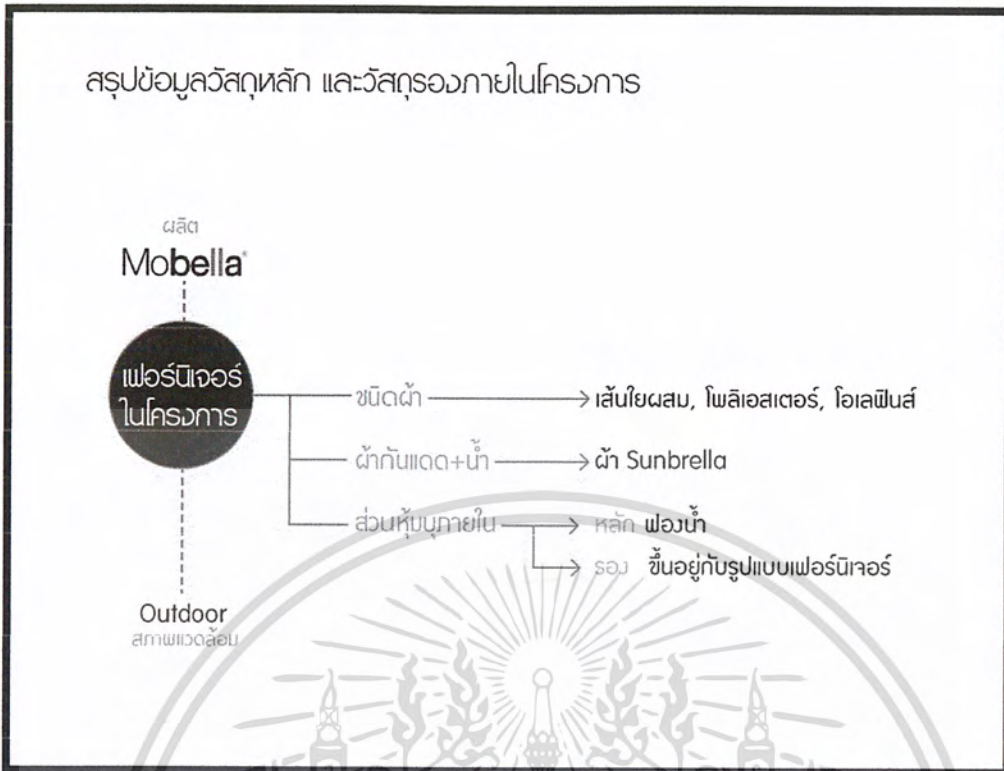 สรุปข้อมูลวัสดุหลัก และวัสดุรองภายในโครงการ
ผลิต
Mobella®
เฟอร์นิเจอร์
ในโครงการ
ชนิดผ้า
เส้นใยผสม, โพลิเอสเตอร์, โอเลฟินส์
ผ้ากันแดด+น้ำ
ผ้า Sunbrella
ส่วนหุ้มบุภายใน
หลัก ฟองน้ำ
รอง ขึ้นอยู่กับรูปแบบเฟอร์นิเจอร์
Outdoor
สภาพแวดล้อม